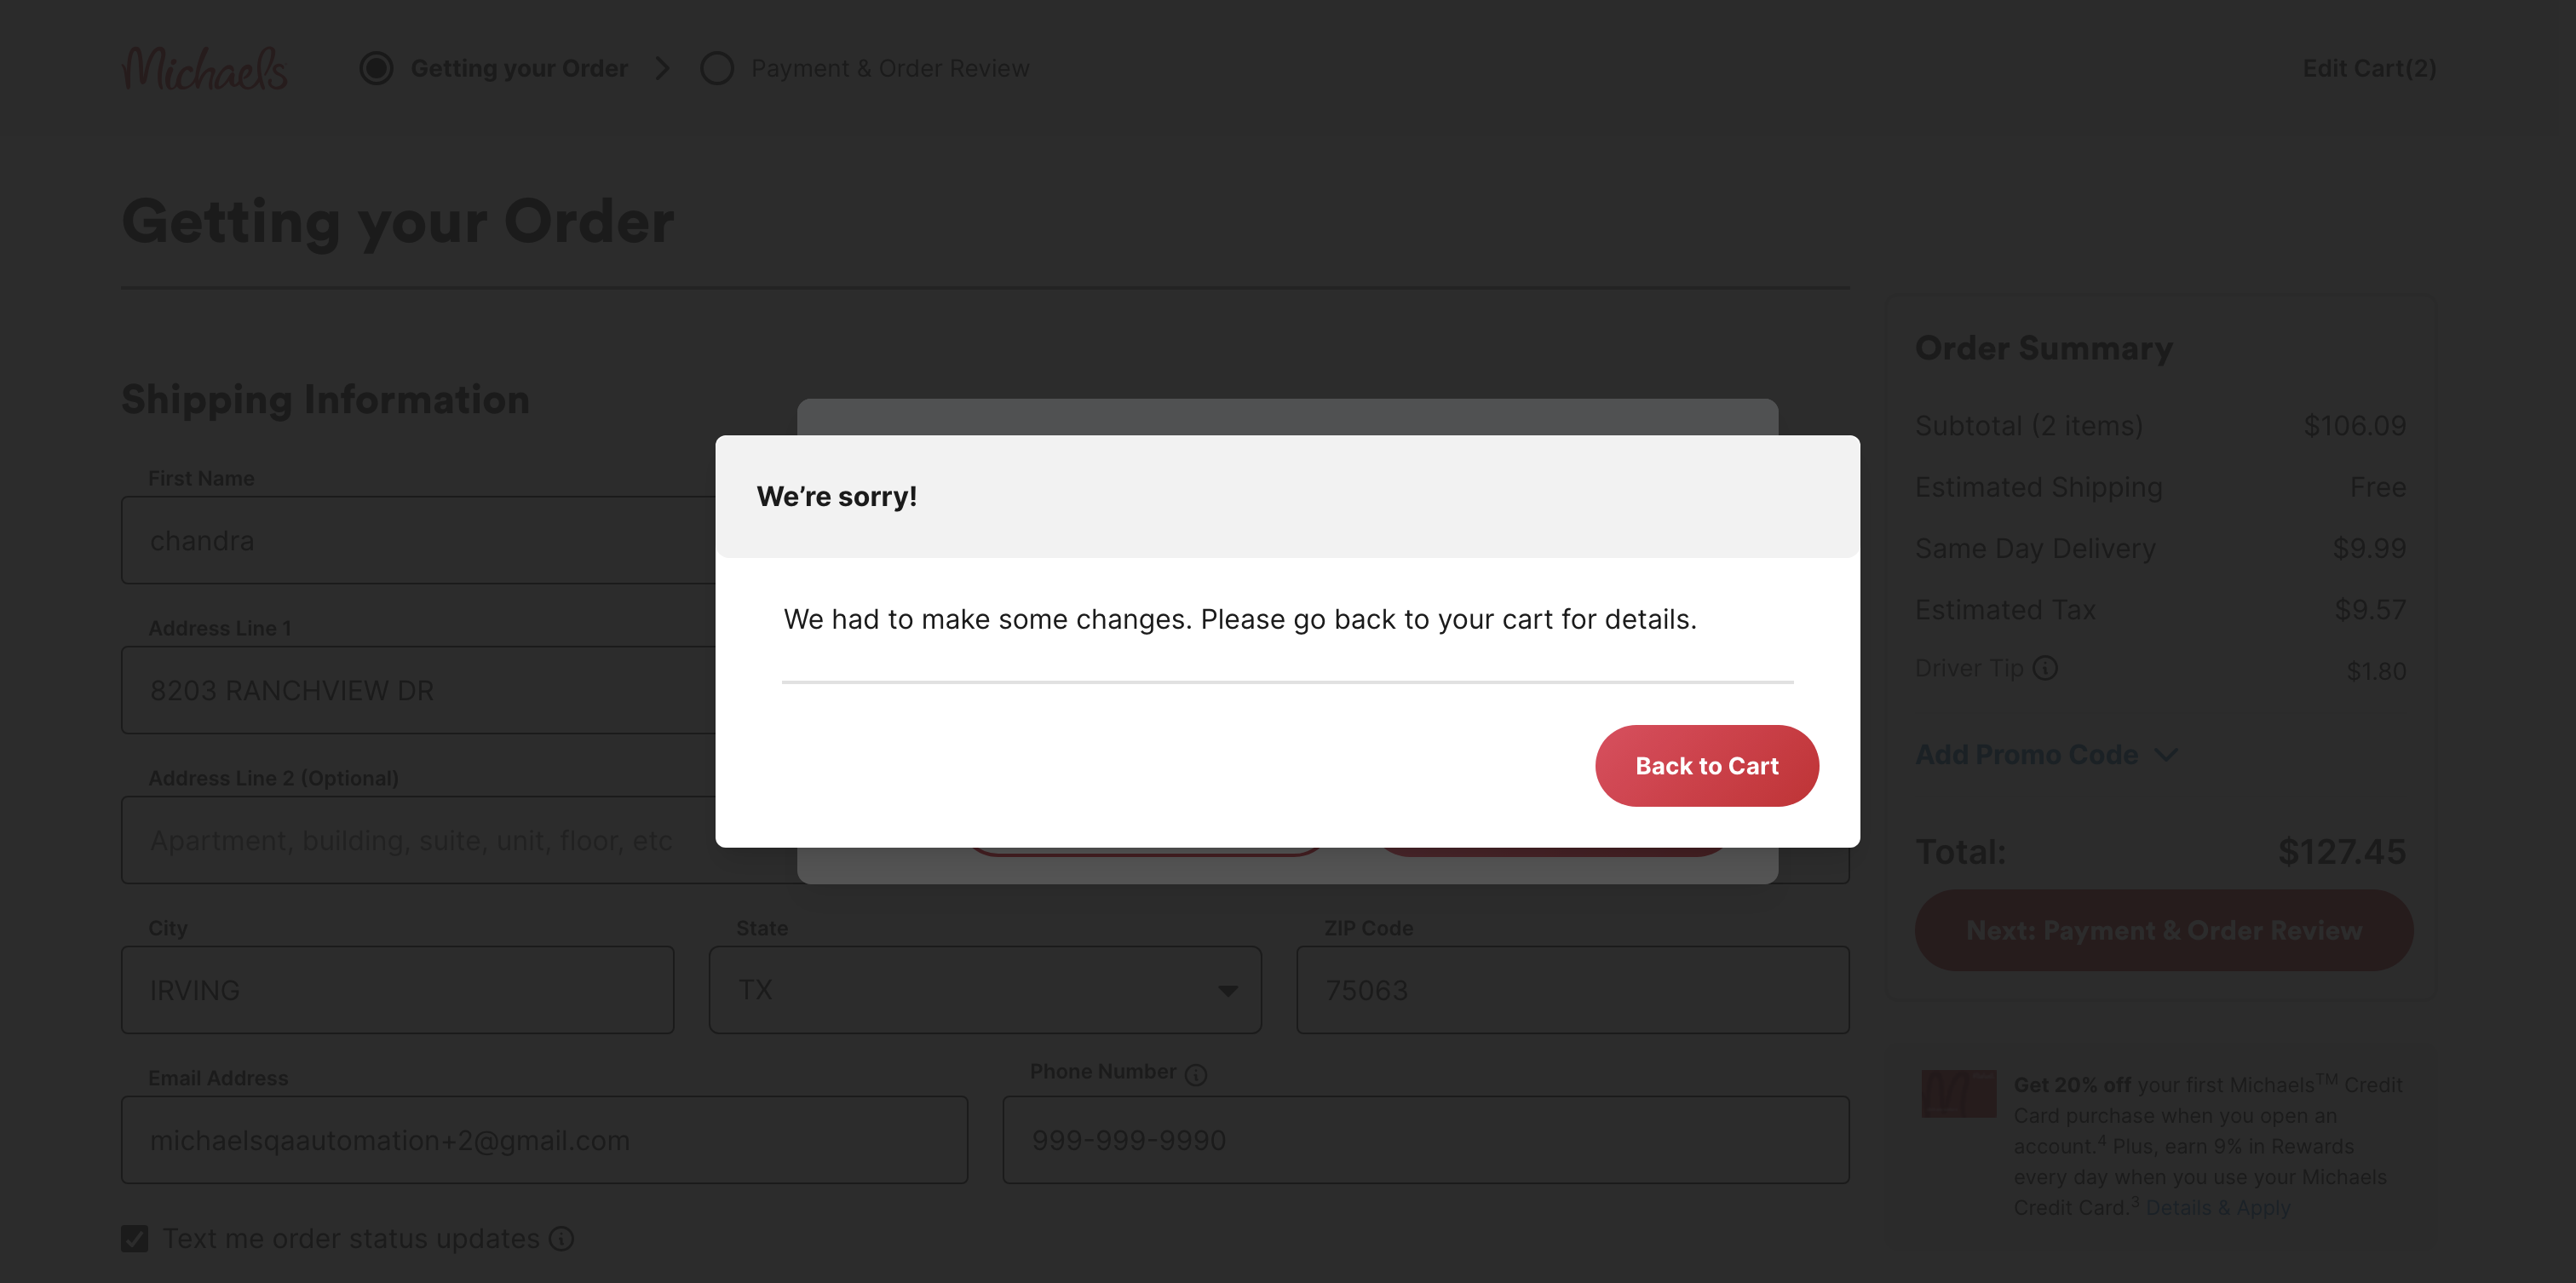 Michaels
Getting your Order
Payment & Order Review
Edit Cart(2)
Getting your Order
Shipping Information
First Name
chandra
Address Line 1
8203 RANCHVIEW DR
Address Line 2 (Optional)
Apartment, building, suite, unit, floor, etc
City
IRVING
State
TX
ZIP Code
75063
Email Address
michaelsqaautomation+2@gmail.com
Phone Number
999-999-9990
Text me order status updates
We're sorry!
We had to make some changes. Please go back to your cart for details.
Back to Cart
Order Summary
Subtotal (2 items) $106.09
Estimated Shipping Free
Same Day Delivery $9.99
Estimated Tax $9.57
Driver Tip $1.80
Add Promo Code
Total: $127.45
Next: Payment & Order Review
Get 20% off your first Michaels™ Credit
Card purchase when you open an
account.⁴ Plus, earn 9% in Rewards
every day when you use your Michaels
Credit Card.³ Details & Apply